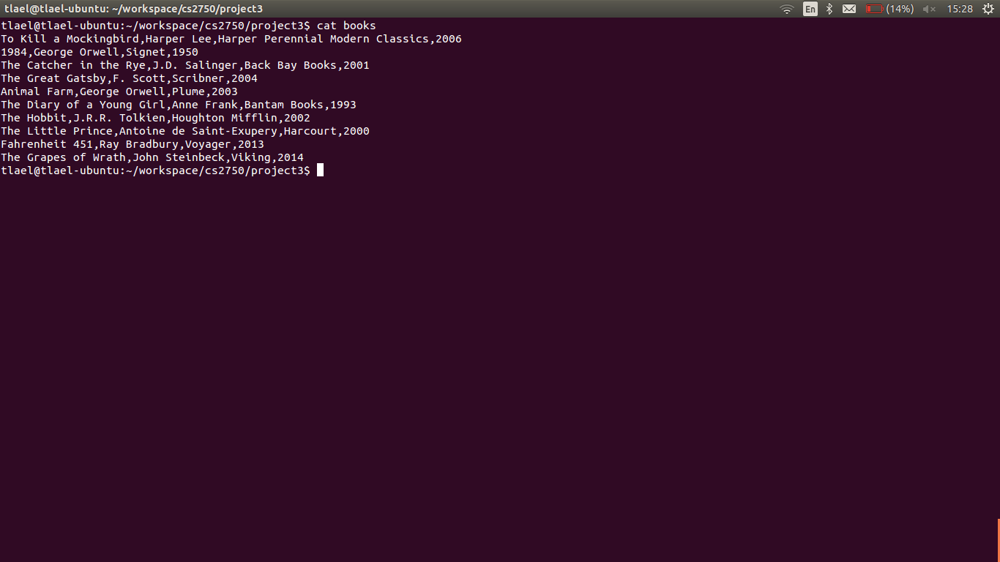 tlael@tlael-ubuntu: ~/workspace/cs2750/project3
En
(14%)
15:28
tlael@tlael-ubuntu:~/workspace/cs2750/project3$ cat books
To Kill a Mockingbird,Harper Lee,Harper Perennial Modern Classics,2006
1984,George Orwell,Signet,1950
The Catcher in the Rye,J.D. Salinger,Back Bay Books,2001
The Great Gatsby,F. Scott,Scribner,2004
Animal Farm,George Orwell,Plume,2003
The Diary of a Young Girl,Anne Frank,Bantam Books,1993
The Hobbit,J.R.R. Tolkien,Houghton Mifflin,2002
The Little Prince,Antoine de Saint-Exupery,Harcourt,2000
Fahrenheit 451,Ray Bradbury,Voyager,2013
The Grapes of Wrath,John Steinbeck,Viking,2014
tlael@tlael-ubuntu:~/workspace/cs2750/project3$